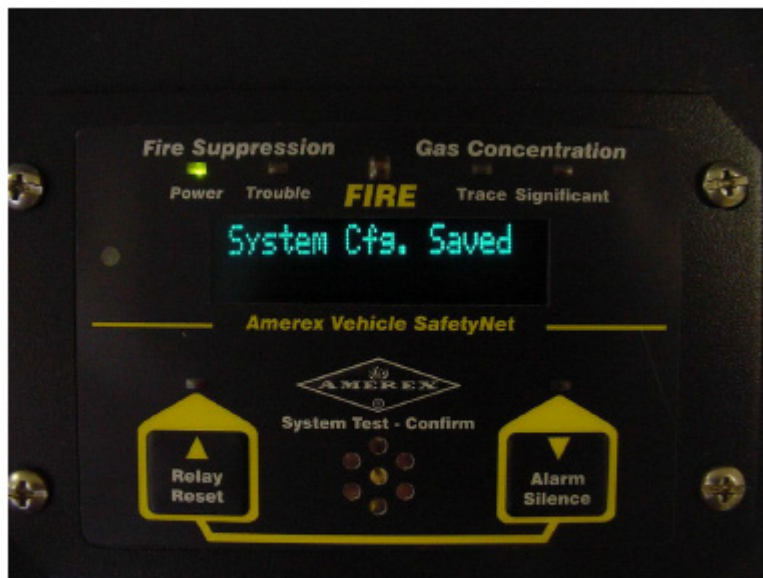 Fire Suppression Gas Concentration
Power Trouble FIRE Trace Significant
System Cfg. Saved
Amerex Vehicle SafetyNet
AMEREX
®
System Test - Confirm
Relay
Reset
Alarm
Silence